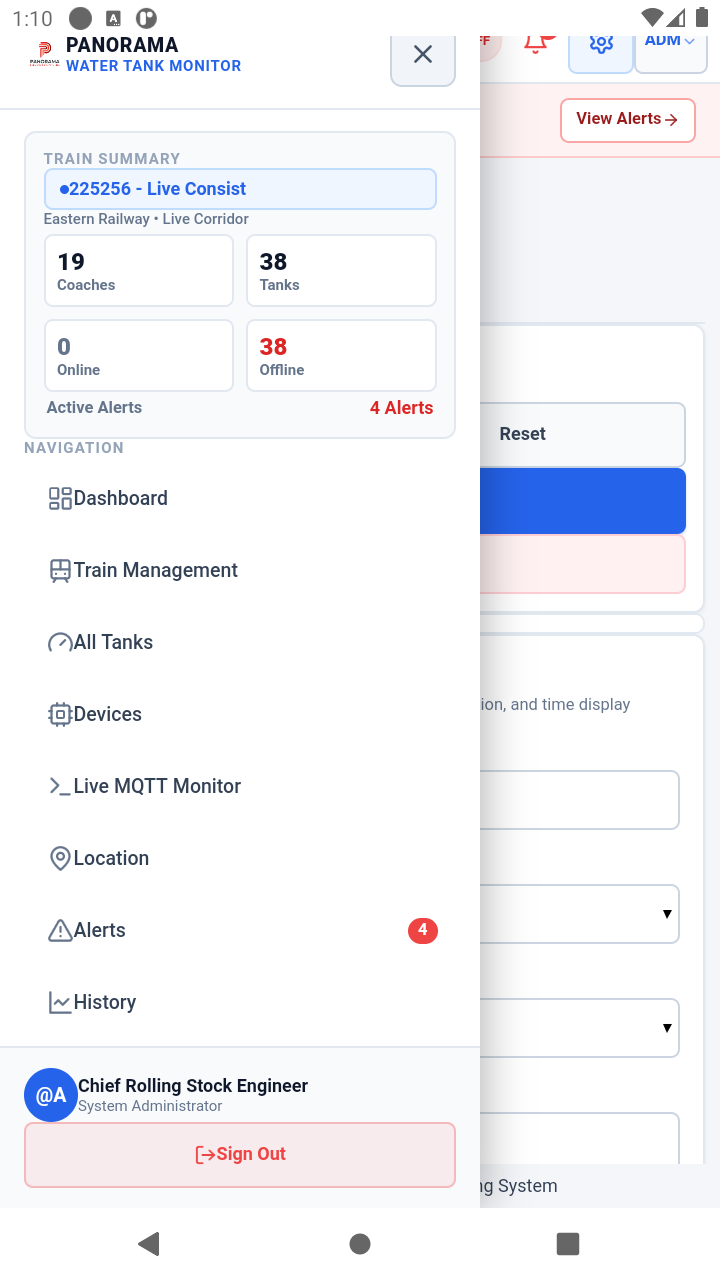 1:10
PANORAMA
WATER TANK MONITOR
ADM
View Alerts
TRAIN SUMMARY
225256 - Live Consist
Eastern Railway • Live Corridor
19
Coaches
38
Tanks
0
Online
38
Offline
Active Alerts
4 Alerts
NAVIGATION
Dashboard
Train Management
All Tanks
Devices
Live MQTT Monitor
Location
Alerts
4
History
@A
Chief Rolling Stock Engineer
System Administrator
Sign Out
Reset
ion, and time display
ng System